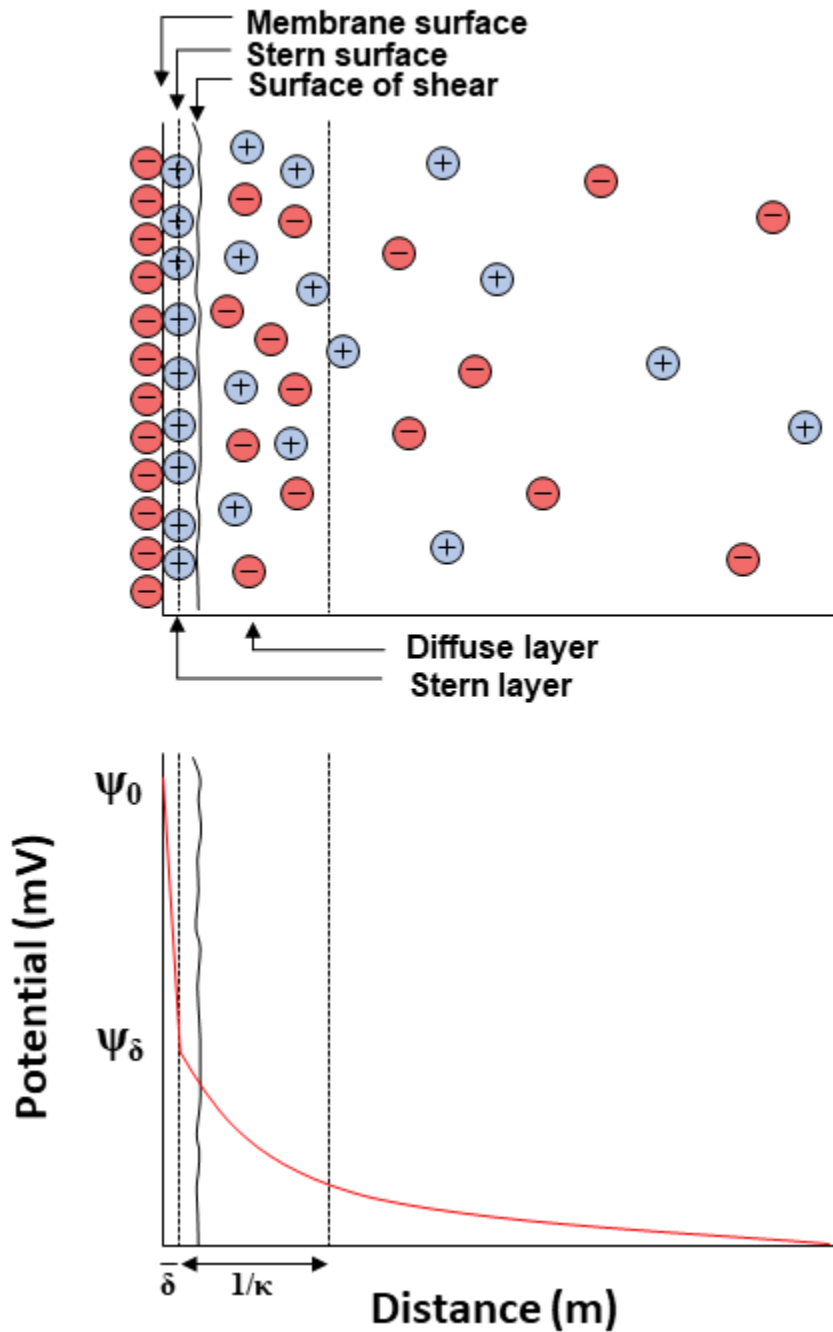 Membrane surface
Stern surface
Surface of shear
Diffuse layer
Stern layer
Ψ0
Ψδ
Potential (mV)
δ
1/κ
Distance (m)